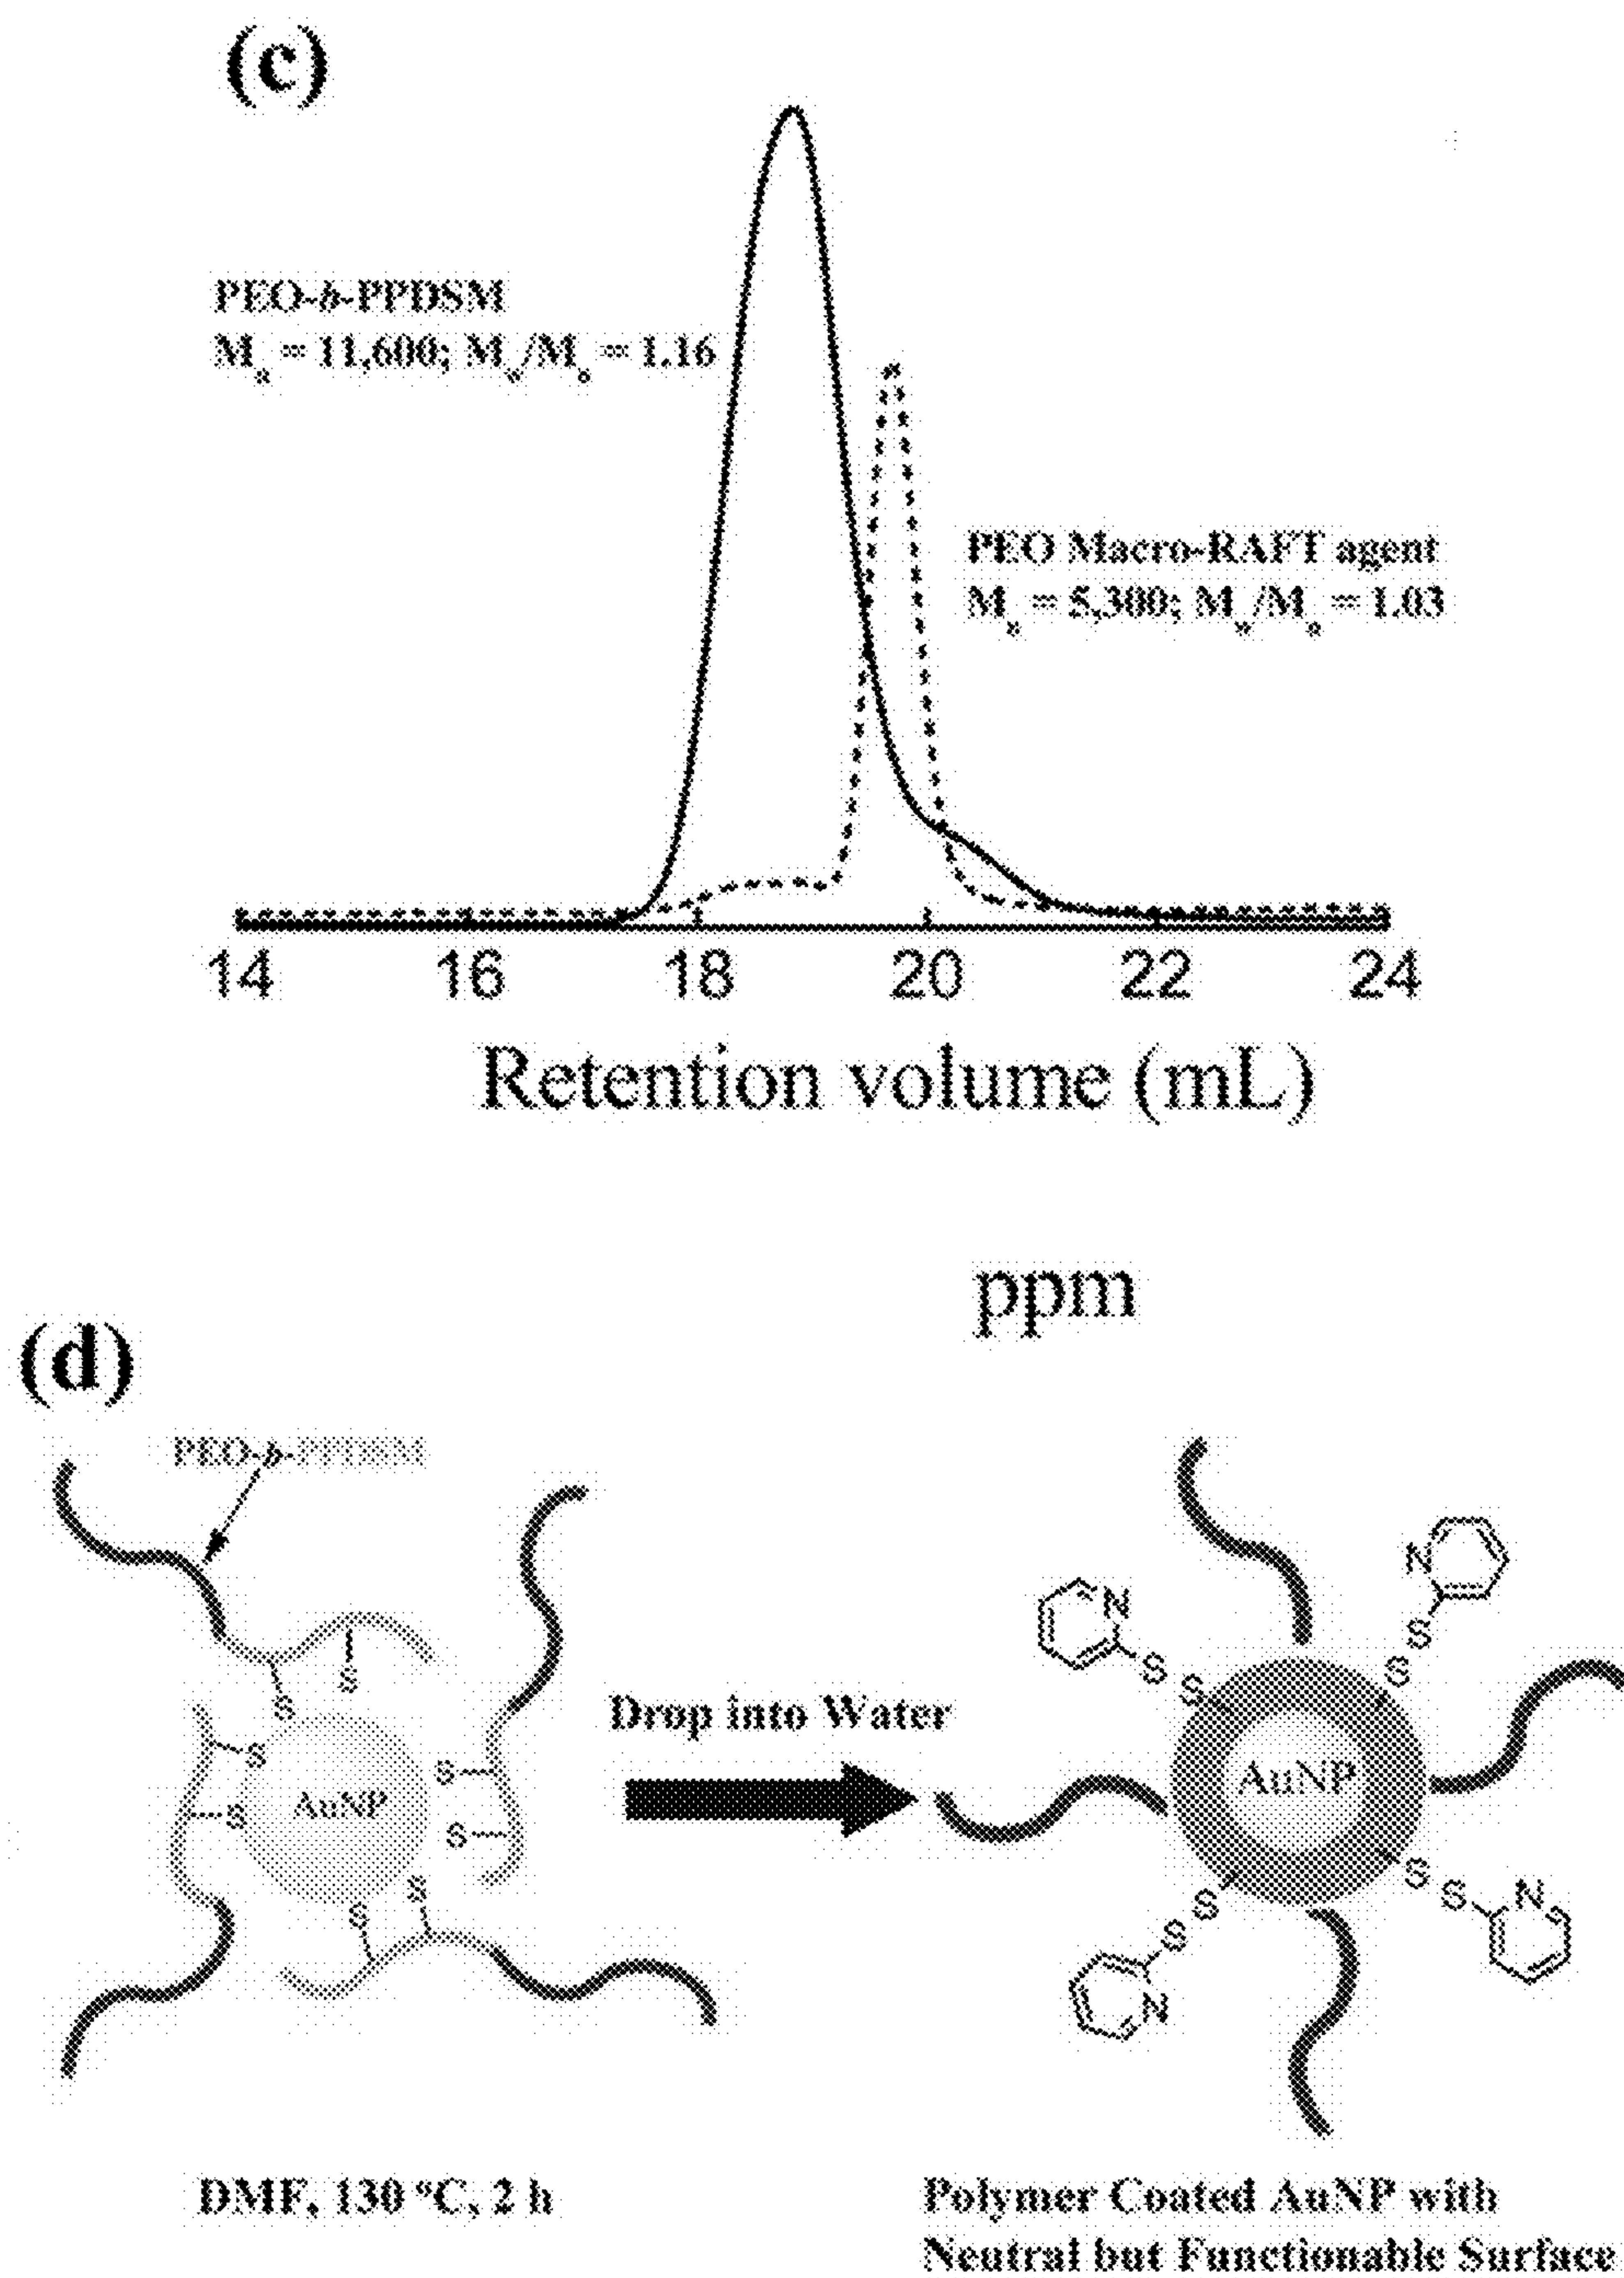 (c)
PEO-b-PPDSM
Mn = 11,600; Mw/Mn = 1.16
PEO Macro-RAFT agent
Mn = 5,300; Mw/Mn = 1.03
14 16 18 20 22 24
Retention volume (mL)
ppm
(d)
PEO-b-PPDSM
N
N
S
S
S
S
S
S
S
S
Drop into Water
S
S
AuNP
AuNP
S
S
S
S
S
S
S
N
S
N
DMF, 130 °C, 2 h
Polymer Coated AuNP with
Neutral but Functionable Surface